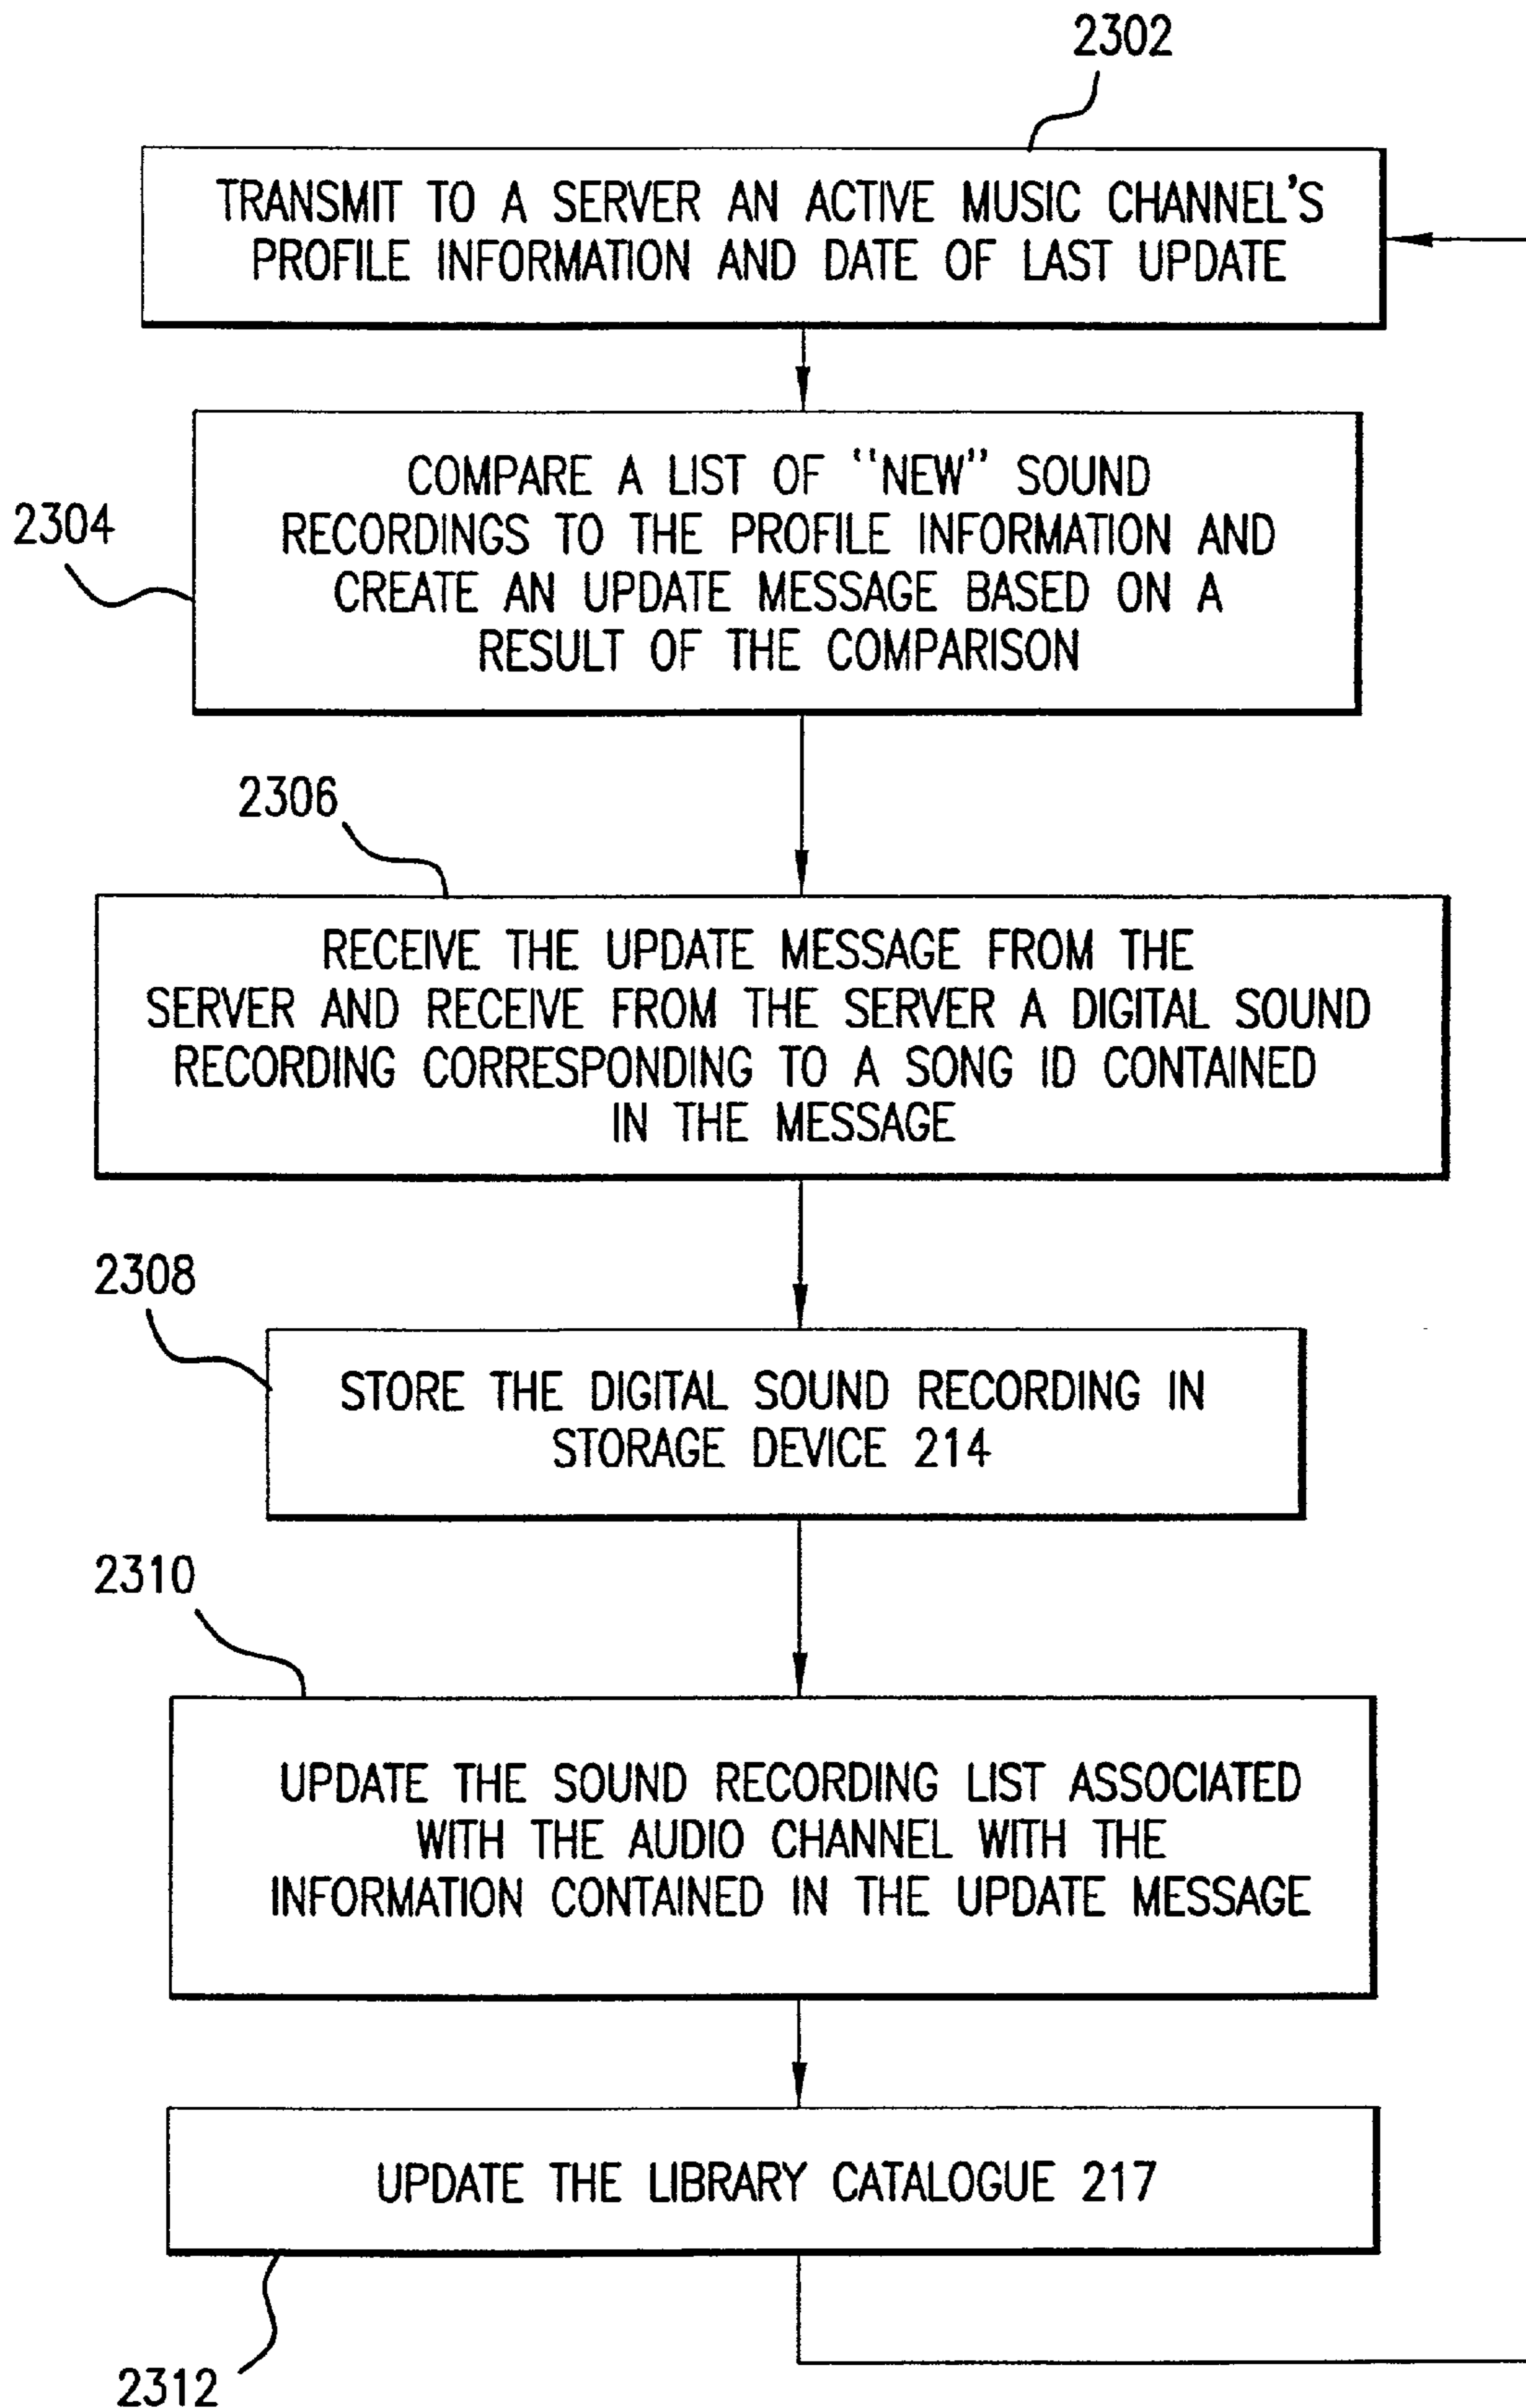 2302
TRANSMIT TO A SERVER AN ACTIVE MUSIC CHANNEL'S
PROFILE INFORMATION AND DATE OF LAST UPDATE
2304
COMPARE A LIST OF "NEW" SOUND
RECORDINGS TO THE PROFILE INFORMATION AND
CREATE AN UPDATE MESSAGE BASED ON A
RESULT OF THE COMPARISON
2306
RECEIVE THE UPDATE MESSAGE FROM THE
SERVER AND RECEIVE FROM THE SERVER A DIGITAL SOUND
RECORDING CORRESPONDING TO A SONG ID CONTAINED
IN THE MESSAGE
2308
STORE THE DIGITAL SOUND RECORDING IN
STORAGE DEVICE 214
2310
UPDATE THE SOUND RECORDING LIST ASSOCIATED
WITH THE AUDIO CHANNEL WITH THE
INFORMATION CONTAINED IN THE UPDATE MESSAGE
UPDATE THE LIBRARY CATALOGUE 217
2312